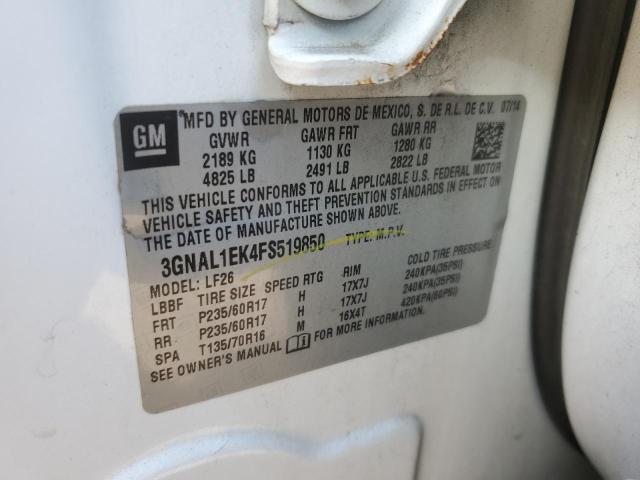 GM
MFD BY GENERAL MOTORS DE MEXICO, S. DE R.L. DE C.V. 07/14
GVWR GAWR FRT GAWR RR
2189 KG 1130 KG 1280 KG
4825 LB 2491 LB 2822 LB
THIS VEHICLE CONFORMS TO ALL APPLICABLE U.S. FEDERAL MOTOR
VEHICLE SAFETY AND THEFT PREVENTION STANDARDS IN EFFECT ON
THE DATE OF MANUFACTURE SHOWN ABOVE.
3GNAL1EK4FS519850 TYPE: M.P.V.
MODEL: LF26
LBBF TIRE SIZE SPEED RTG RIM COLD TIRE PRESSURE
FRT P235/60R17 H 17X7J 240KPA(35PSI)
RR P235/60R17 H 17X7J 240KPA(35PSI)
SPA T135/70R16 M 16X4T 420KPA(60PSI)
SEE OWNER'S MANUAL FOR MORE INFORMATION.